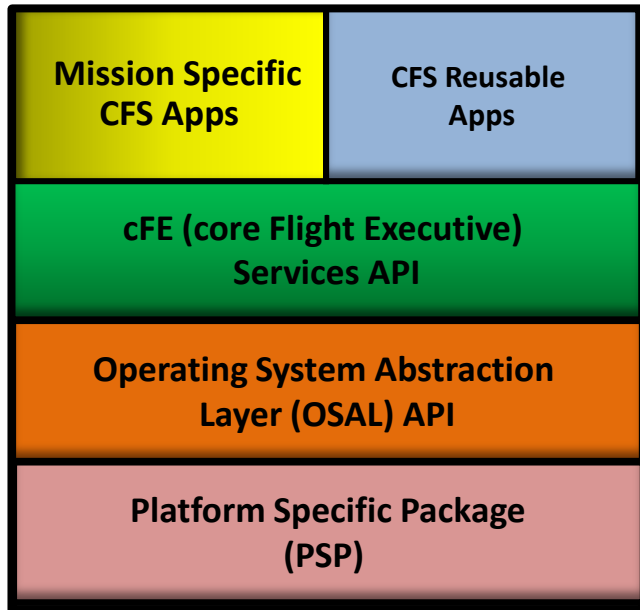 Mission Specific
CFS Apps
CFS Reusable
Apps
cFE (core Flight Executive)
Services API
Operating System Abstraction
Layer (OSAL) API
Platform Specific Package
(PSP)